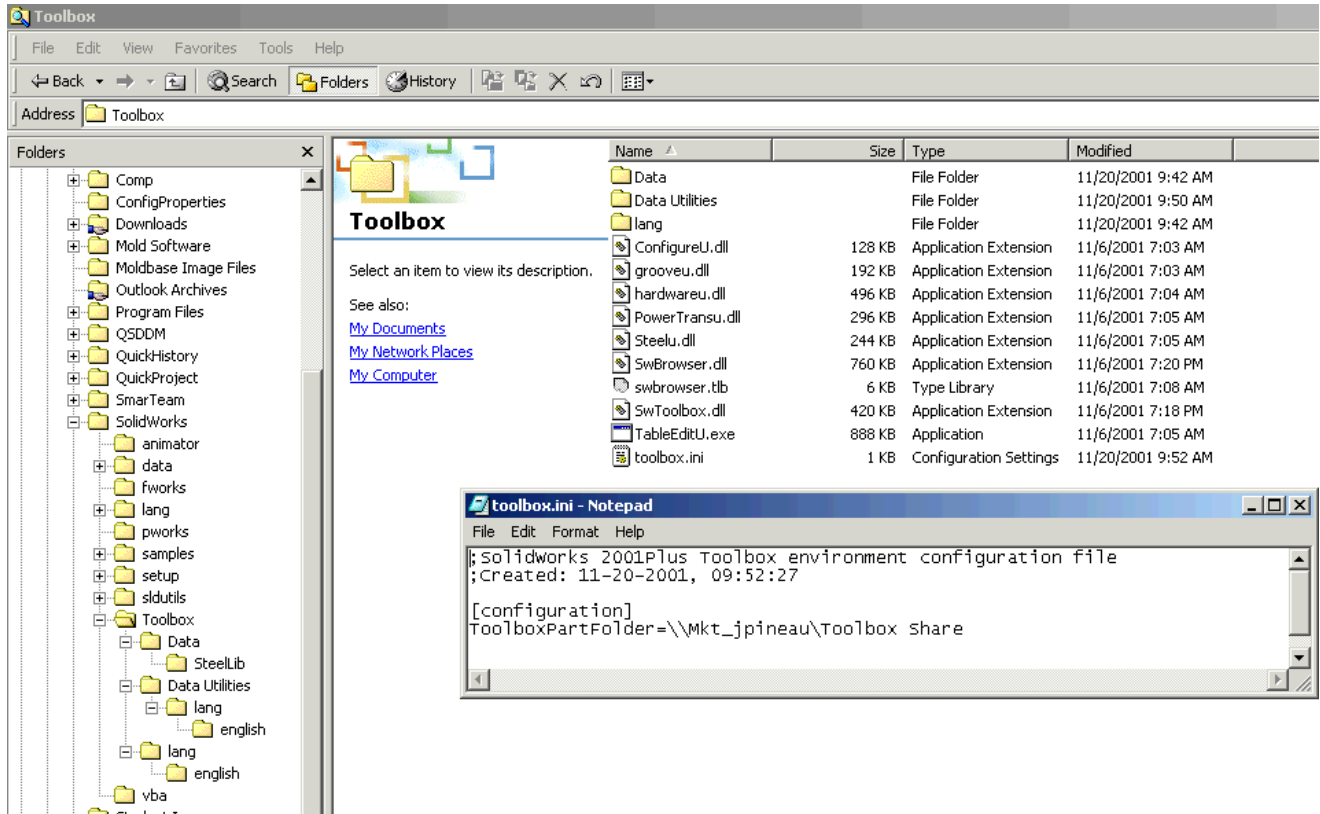 Toolbox
File Edit View Favorites Tools Help
Back Search Folders History
Address Toolbox
Folders
Comp
ConfigProperties
Downloads
Mold Software
Moldbase Image Files
Outlook Archives
Program Files
QSDDM
QuickHistory
QuickProject
SmarTeam
SolidWorks
animator
data
fworks
lang
pworks
samples
setup
sldutils
Toolbox
Data
SteelLib
Data Utilities
lang
english
lang
english
vba
Toolbox
Select an item to view its description.
See also:
My Documents
My Network Places
My Computer
Name Size Type Modified
Data File Folder 11/20/2001 9:42 AM
Data Utilities File Folder 11/20/2001 9:50 AM
lang File Folder 11/20/2001 9:42 AM
ConfigureU.dll 128 KB Application Extension 11/6/2001 7:03 AM
grooveu.dll 192 KB Application Extension 11/6/2001 7:03 AM
hardwareu.dll 496 KB Application Extension 11/6/2001 7:04 AM
PowerTransu.dll 296 KB Application Extension 11/6/2001 7:05 AM
Steelu.dll 244 KB Application Extension 11/6/2001 7:05 AM
SwBrowser.dll 760 KB Application Extension 11/6/2001 7:20 PM
swbrowser.tlb 6 KB Type Library 11/6/2001 7:08 AM
SwToolbox.dll 420 KB Application Extension 11/6/2001 7:18 PM
TableEditU.exe 888 KB Application 11/6/2001 7:05 AM
toolbox.ini 1 KB Configuration Settings 11/20/2001 9:52 AM
toolbox.ini - Notepad
File Edit Format Help
;Solidworks 2001Plus Toolbox environment configuration file
;Created: 11-20-2001, 09:52:27
[configuration]
ToolboxPartFolder=\\Mkt_jpineau\Toolbox Share